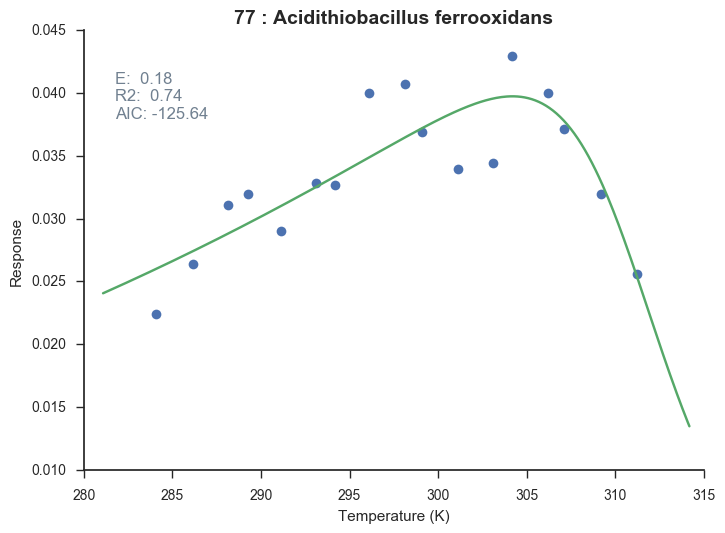 77 : Acidithiobacillus ferrooxidans
E: 0.18
R2: 0.74
AIC: -125.64
Response
0.045
0.040
0.035
0.030
0.025
0.020
0.015
0.010
280 285 290 295 300 305 310 315
Temperature (K)